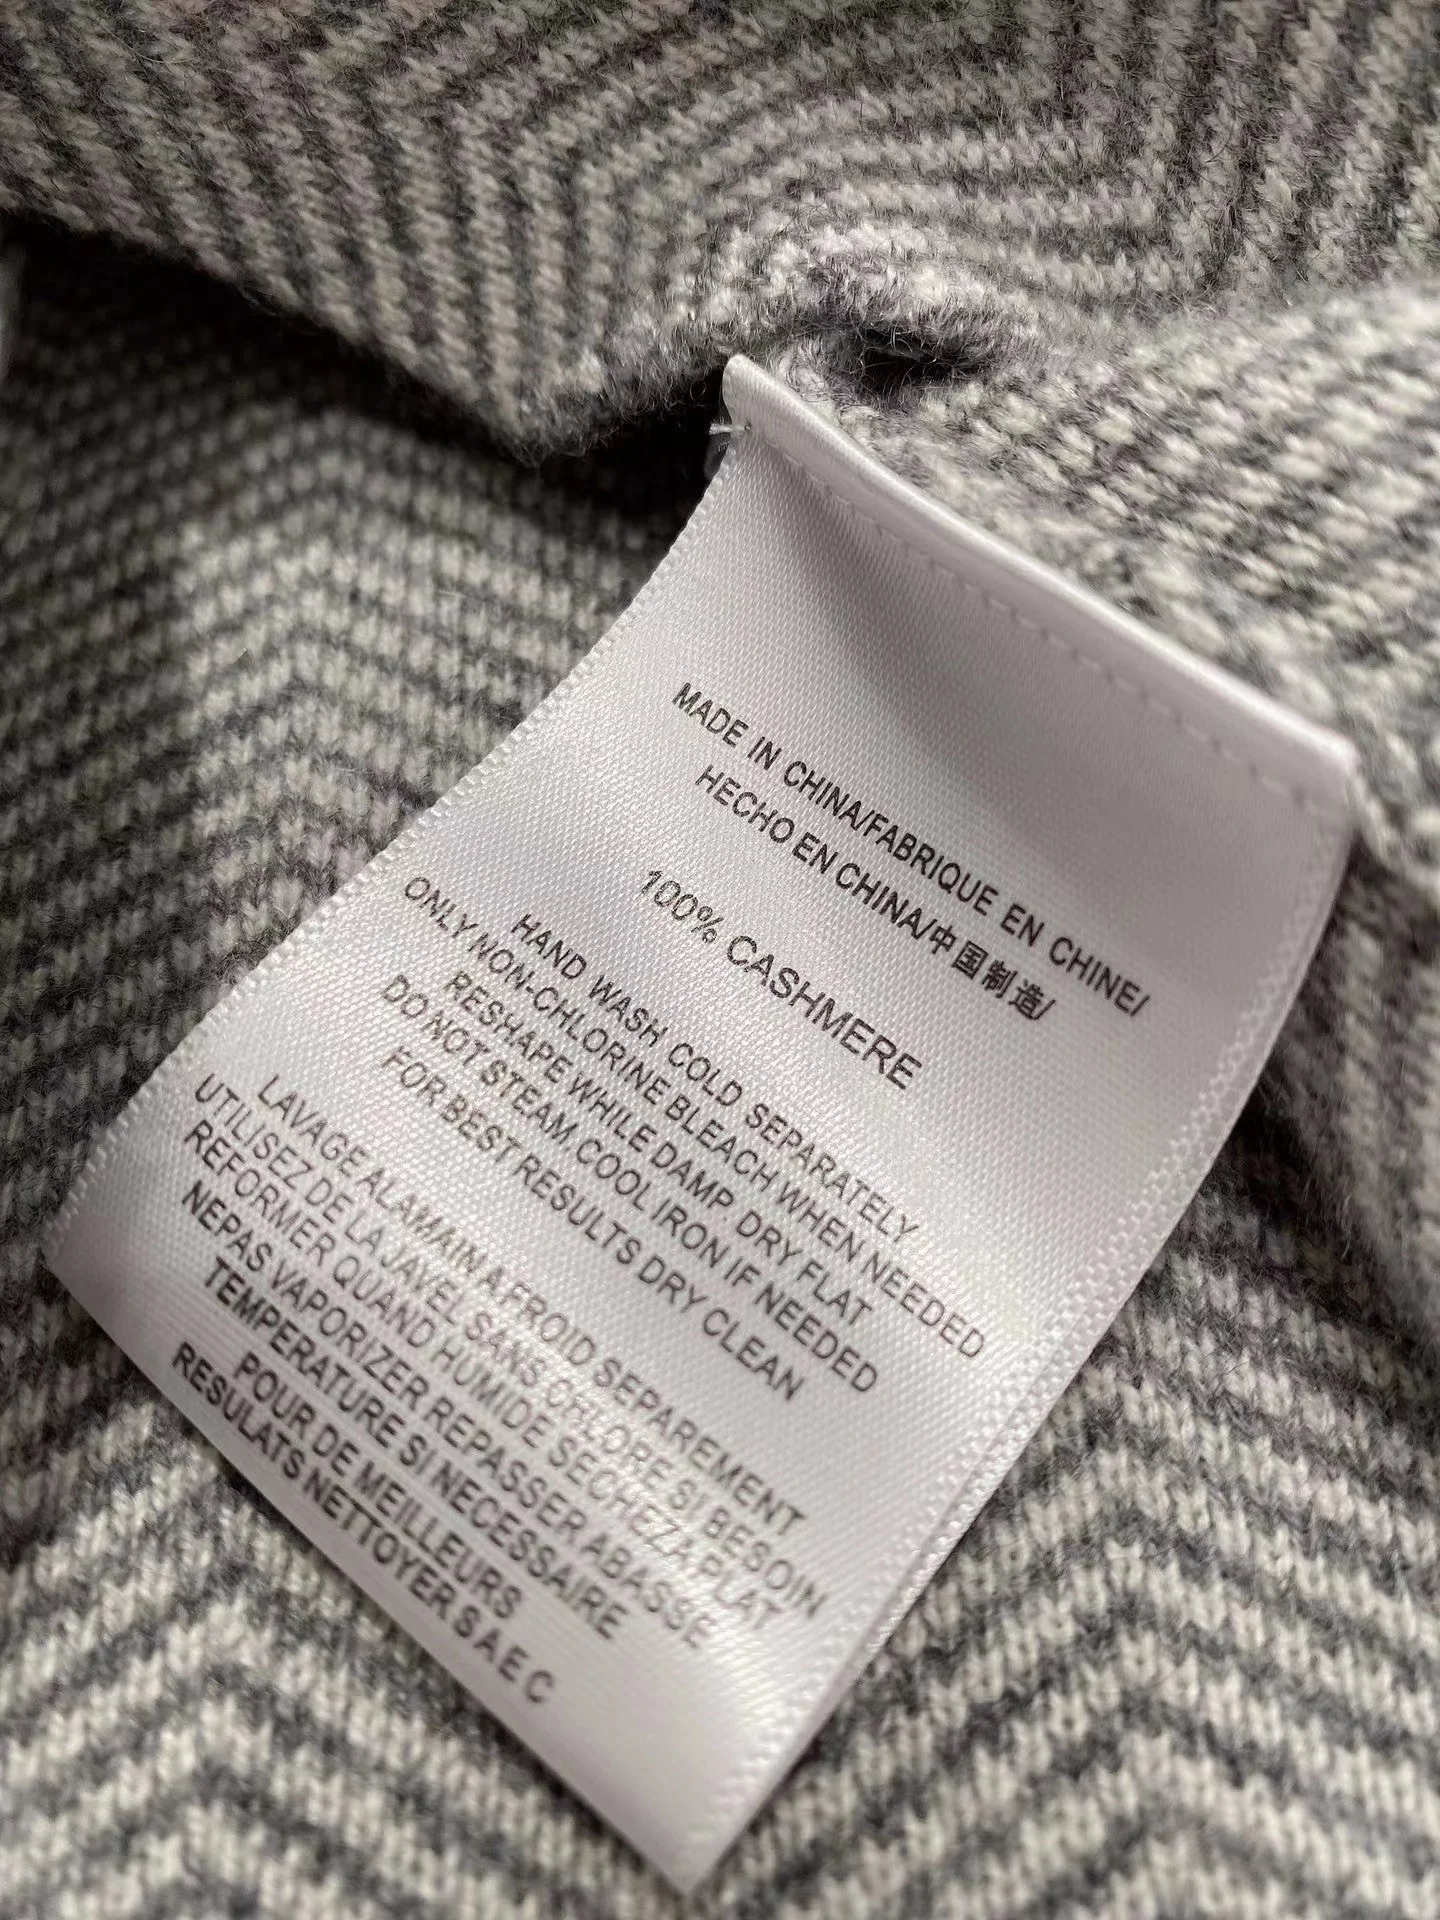 MADE IN CHINA/FABRIQUE EN CHINE/
HECHO EN CHINA/中国制造/
100% CASHMERE
HAND WASH COLD SEPARATELY
ONLY NON-CHLORINE BLEACH WHEN NEEDED
RESHAPE WHILE DAMP. DRY FLAT
DO NOT STEAM.COOL IRON IF NEEDED
FOR BEST RESULTS DRY CLEAN
LAVAGE A LA MAIN A FROID SEPAREMENT
UTILISEZ DE LA JAVEL SANS CHLORE SI BESOIN
REFORMER QUAND HUMIDE SECHEZ A PLAT
NEPAS VAPORIZER REPASSER ABASSE
TEMPERATURE SI NECESSAIRE
POUR DE MEILLEURS
RESULATS NETTOYER S A E C